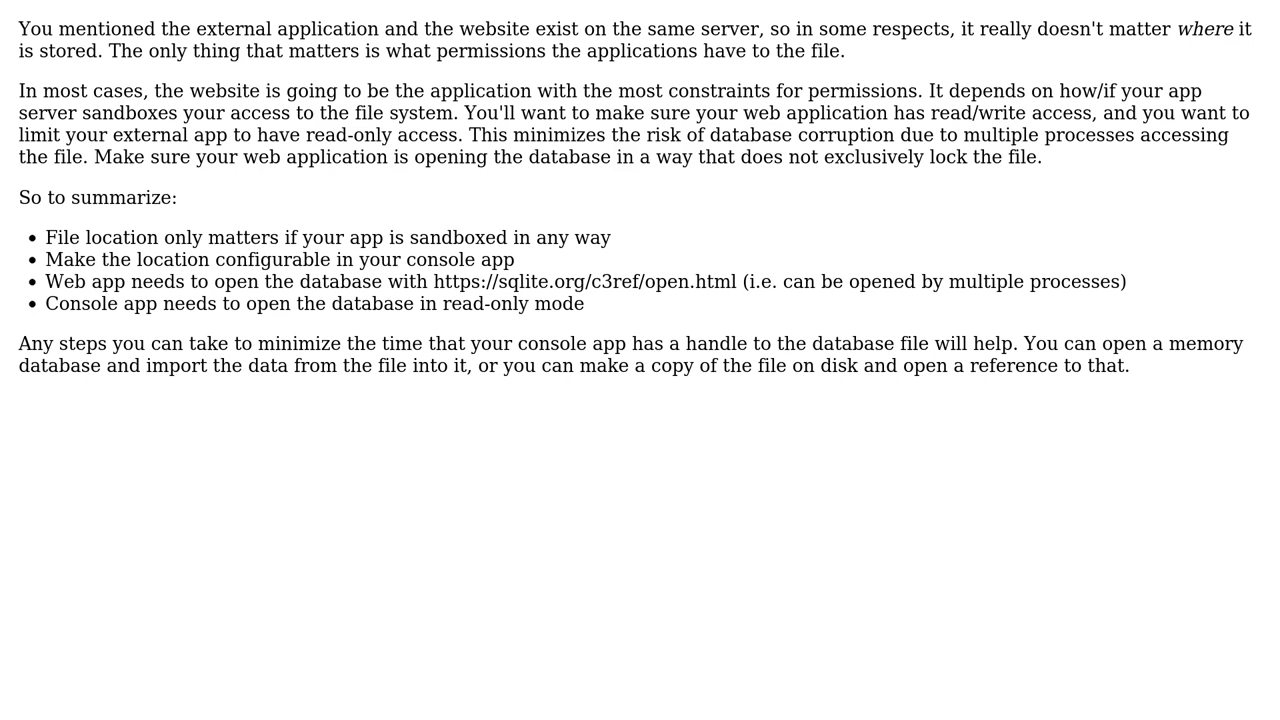 You mentioned the external application and the website exist on the same server, so in some respects, it really doesn't matter where it
is stored. The only thing that matters is what permissions the applications have to the file.
In most cases, the website is going to be the application with the most constraints for permissions. It depends on how/if your app
server sandboxes your access to the file system. You'll want to make sure your web application has read/write access, and you want to
limit your external app to have read-only access. This minimizes the risk of database corruption due to multiple processes accessing
the file. Make sure your web application is opening the database in a way that does not exclusively lock the file.
So to summarize:
• File location only matters if your app is sandboxed in any way
• Make the location configurable in your console app
• Web app needs to open the database with https://sqlite.org/c3ref/open.html (i.e. can be opened by multiple processes)
• Console app needs to open the database in read-only mode
Any steps you can take to minimize the time that your console app has a handle to the database file will help. You can open a memory
database and import the data from the file into it, or you can make a copy of the file on disk and open a reference to that.